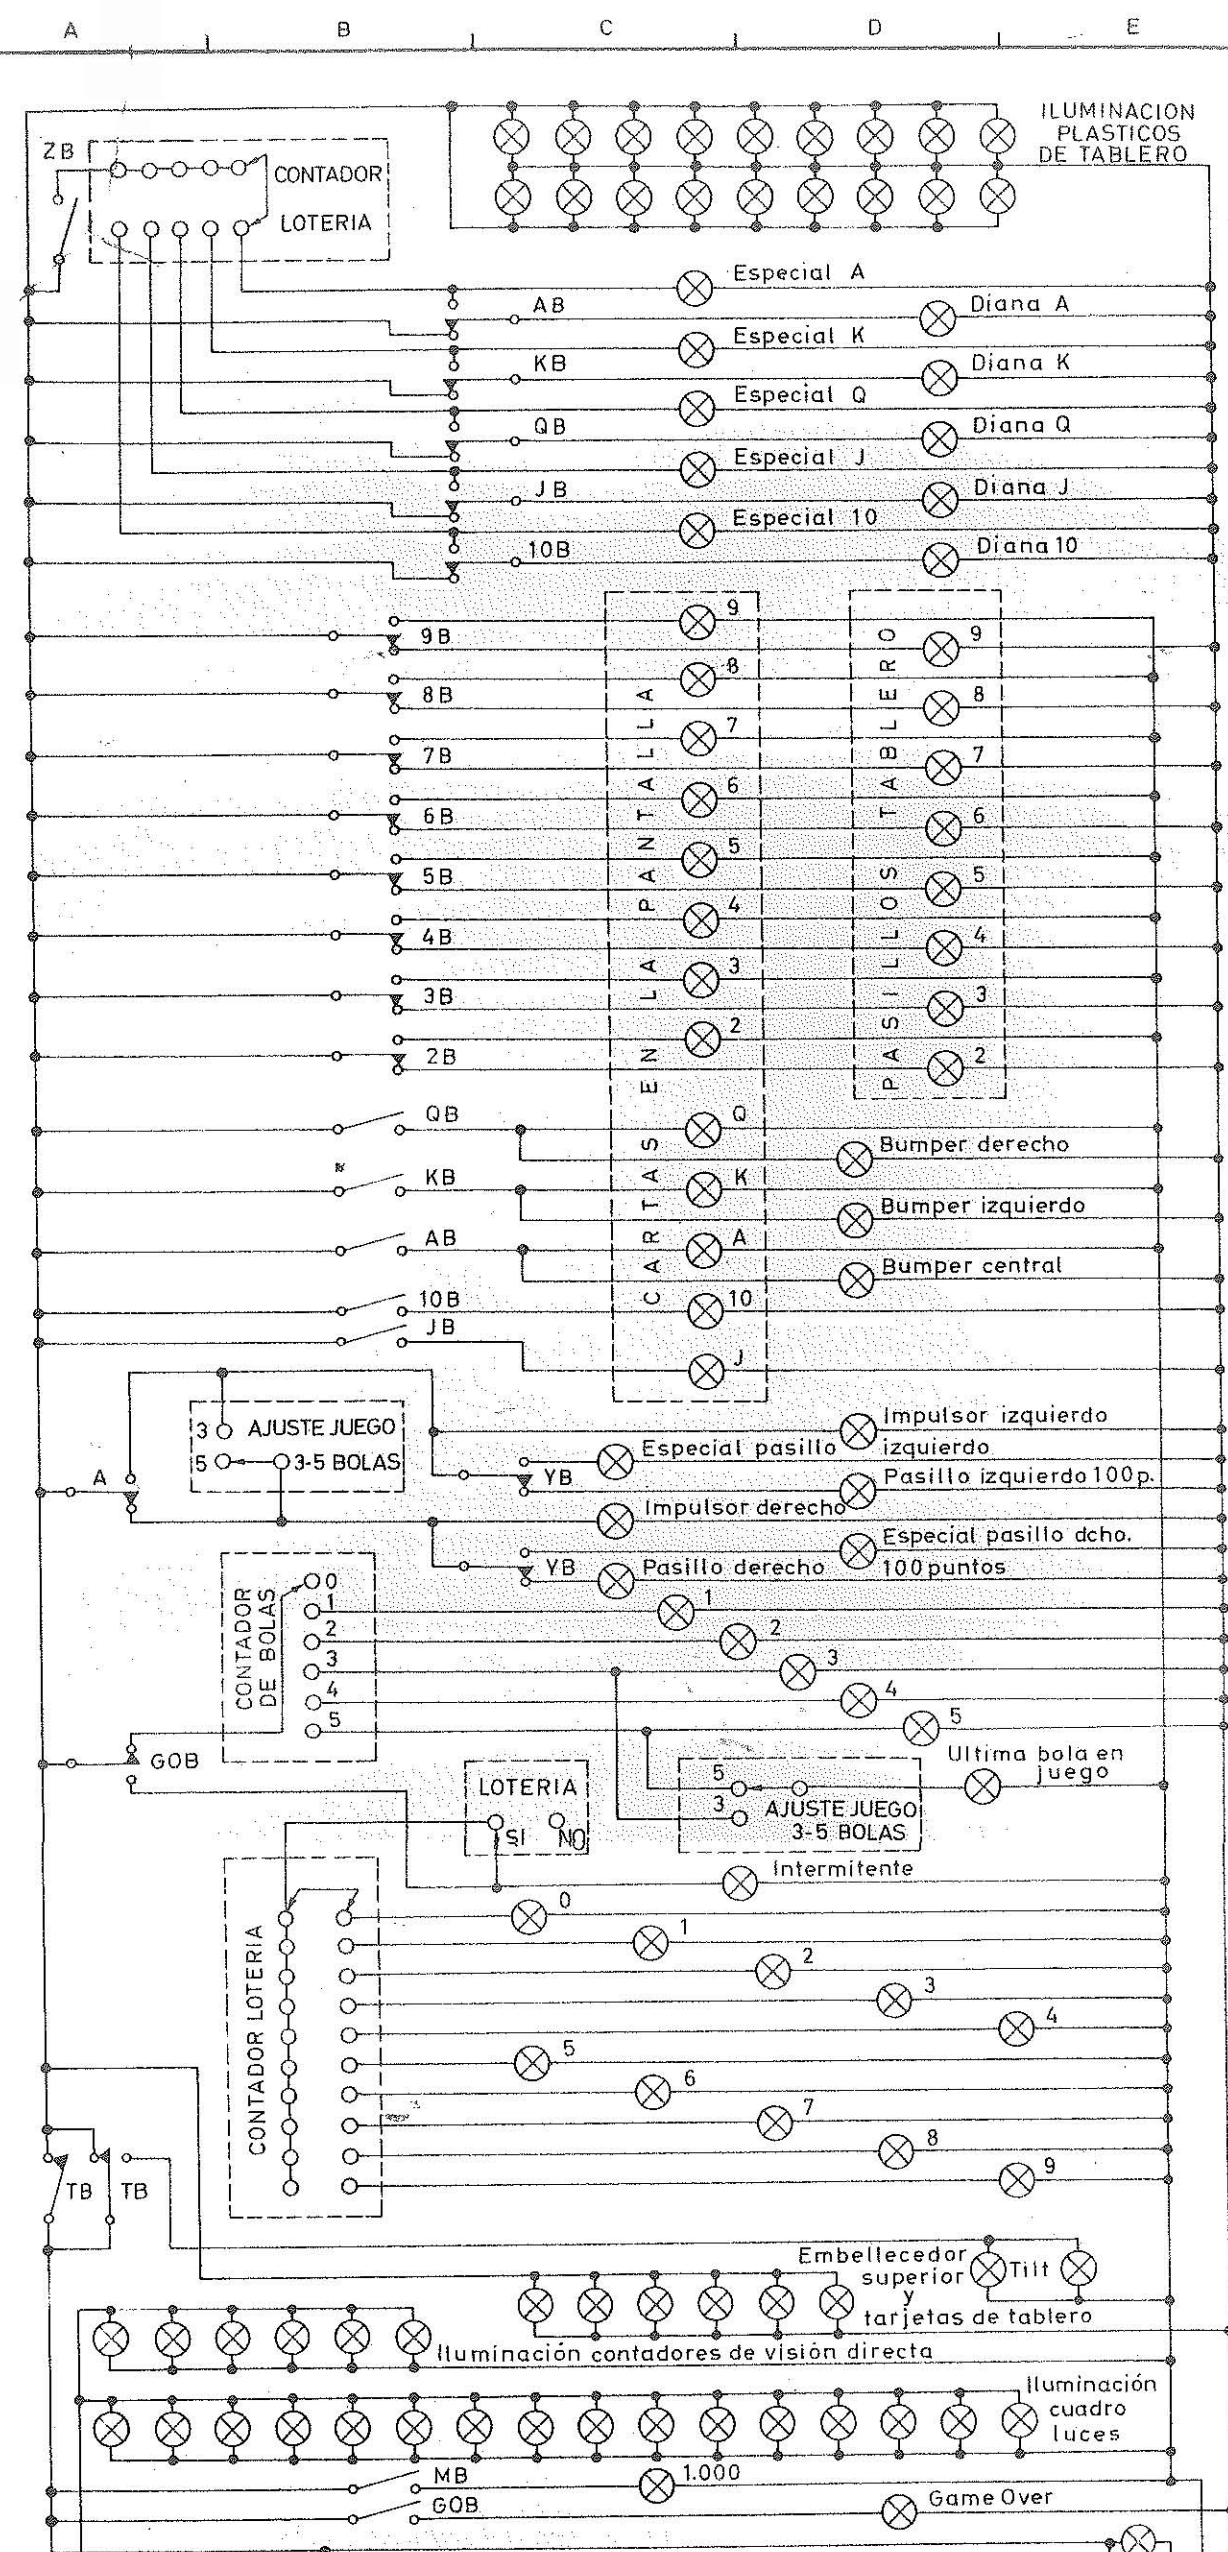 A B C D E
ILUMINACION
PLASTICOS
DE TABLERO
ZB
CONTADOR
LOTERIA
Especial A
AB
Diana A
Especial K
KB
Diana K
Especial Q
QB
Diana Q
Especial J
JB
Diana J
Especial 10
10B
Diana 10
CARTAS EN LA PANTALLA
PASILLOS TABLERO
9B 9 9
8B 8 8
7B 7 7
6B 6 6
5B 5 5
4B 4 4
3B 3 3
2B 2 2
QB Q
Bumper derecho
KB K
Bumper izquierdo
AB A
Bumper central
10B 10
JB J
3 AJUSTE JUEGO
5 3-5 BOLAS
Impulsor izquierdo
Especial pasillo izquierdo
A
YB
Pasillo izquierdo 100 p.
Impulsor derecho
Especial pasillo dcho.
YB Pasillo derecho 100 puntos
CONTADOR
DE BOLAS
0
1 1
2 2
3 3
4 4
5 5
GOB
Ultima bola en
juego
LOTERIA
SI NO
5
3 AJUSTE JUEGO
3-5 BOLAS
Intermitente
CONTADOR LOTERIA
0
1
2
3
4
5
6
7
8
9
TB TB
Embellecedor
superior
y
tarjetas de tablero
Tilt
Iluminación contadores de visión directa
Iluminación
cuadro
luces
MB 1.000
GOB Game Over